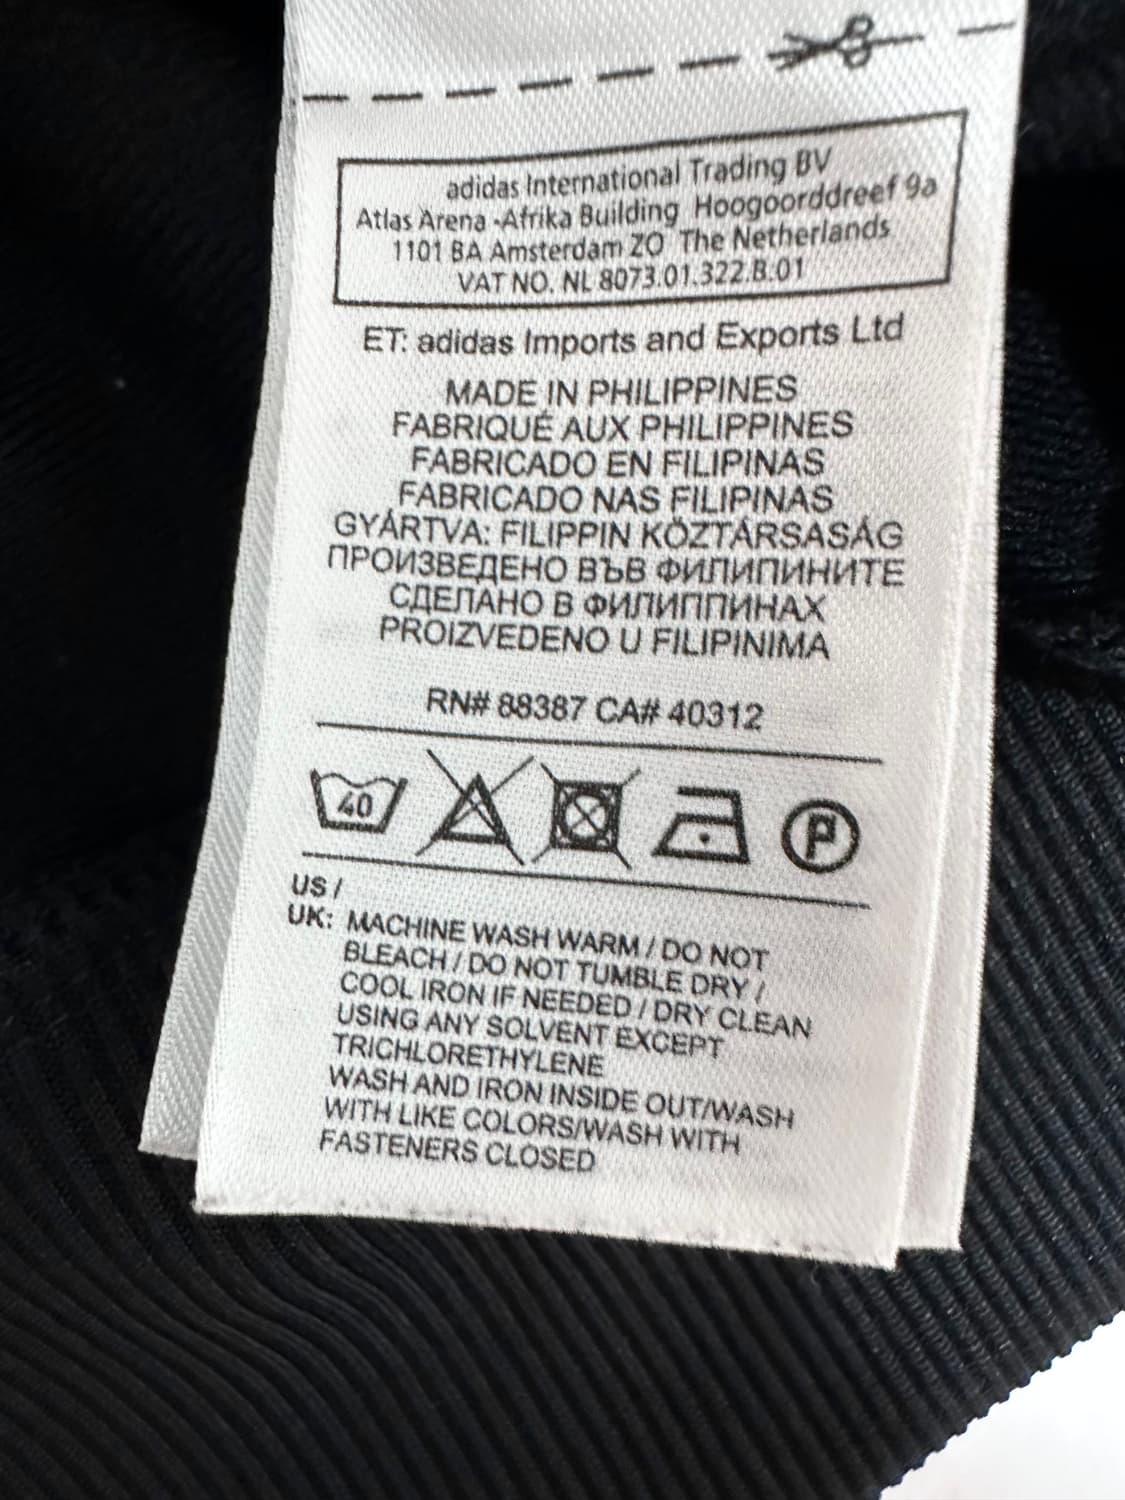 adidas International Trading BV
Atlas Arena -Afrika Building Hoogoorddreef 9a
1101 BA Amsterdam ZO The Netherlands
VAT NO. NL 8073.01.322.B.01
ET: adidas Imports and Exports Ltd
MADE IN PHILIPPINES
FABRIQUÉ AUX PHILIPPINES
FABRICADO EN FILIPINAS
FABRICADO NAS FILIPINAS
GYÁRTVA: FILIPPIN KÖZTÁRSASÁG
ПРОИЗВЕДЕНО ВЪВ ФИЛИПИНИТЕ
СДЕЛАНО В ФИЛИППИНАХ
PROIZVEDENO U FILIPINIMA
RN# 88387 CA# 40312
40 P
US /
UK: MACHINE WASH WARM / DO NOT
BLEACH / DO NOT TUMBLE DRY /
COOL IRON IF NEEDED / DRY CLEAN
USING ANY SOLVENT EXCEPT
TRICHLORETHYLENE
WASH AND IRON INSIDE OUT/WASH
WITH LIKE COLORS/WASH WITH
FASTENERS CLOSED